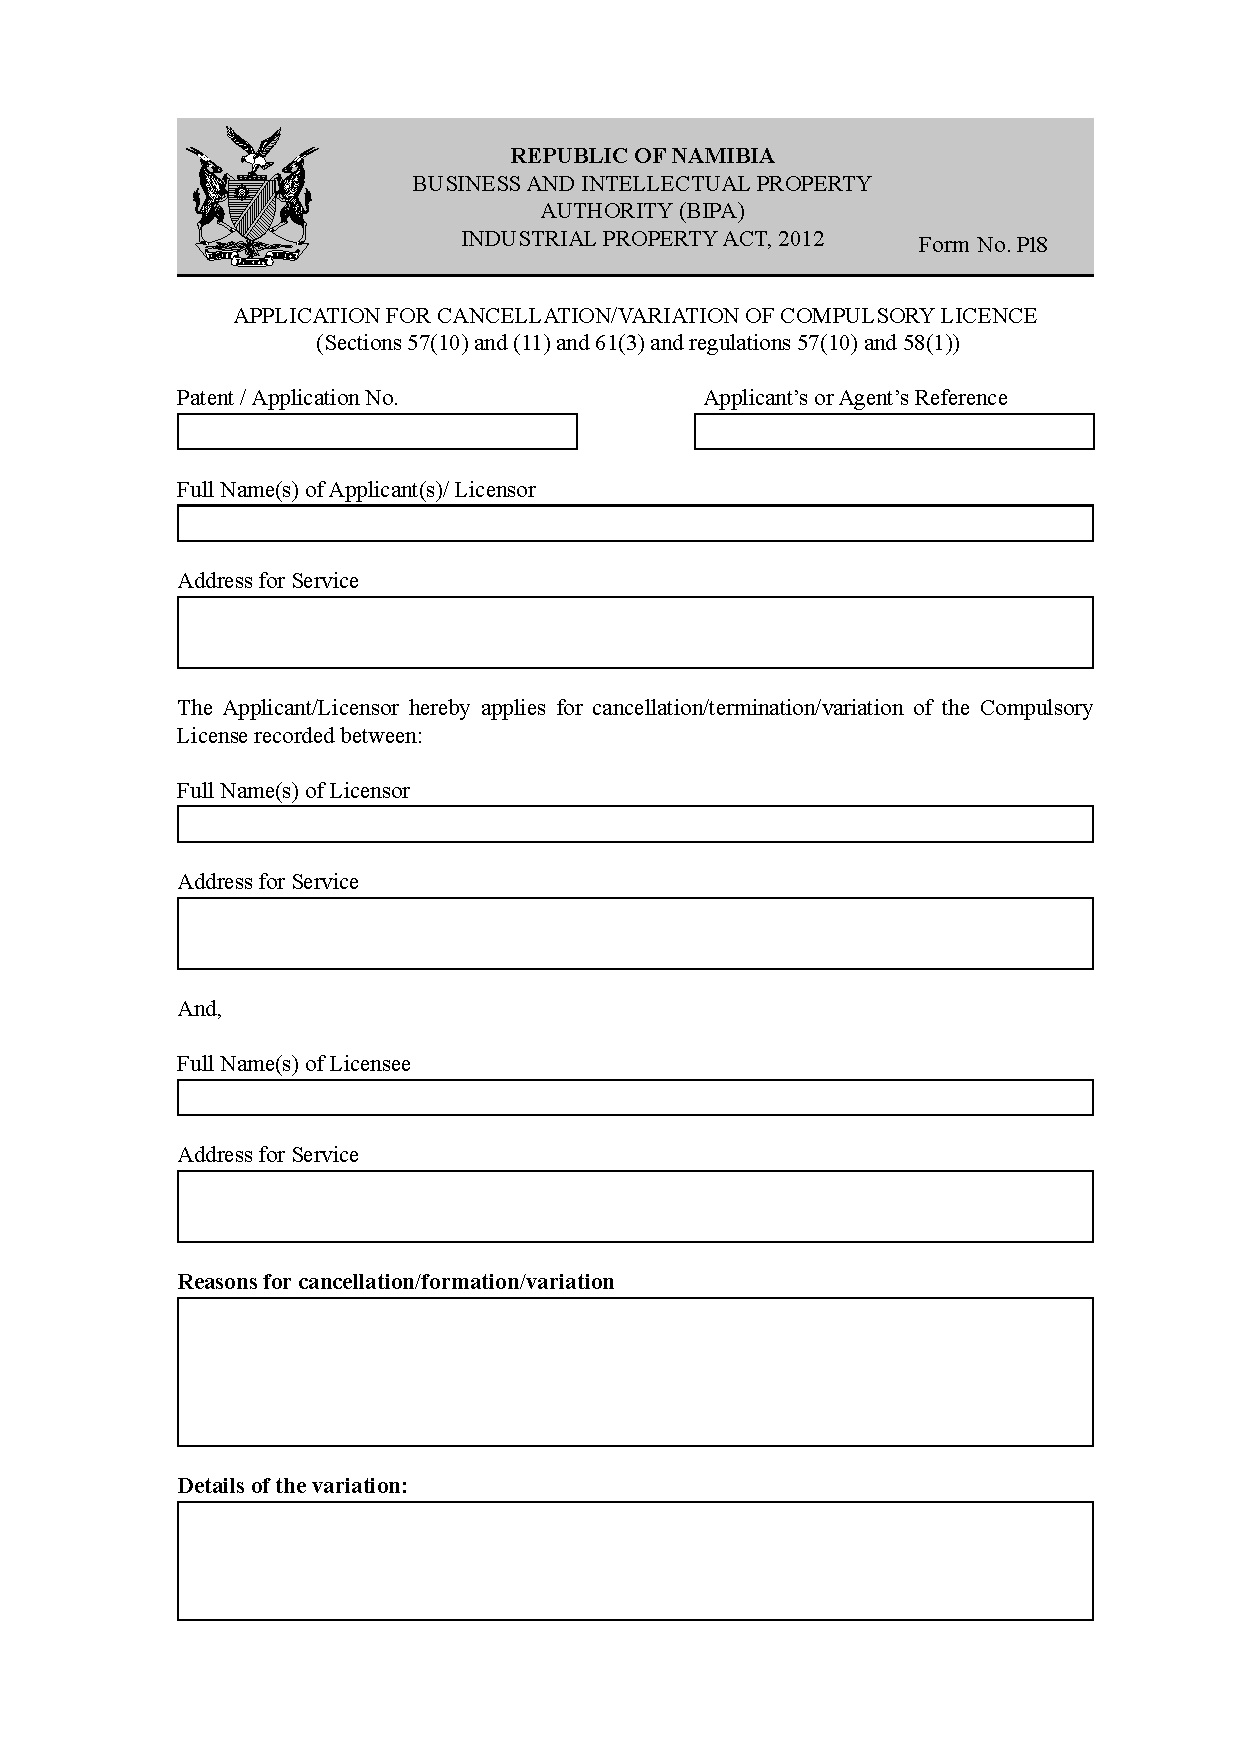 REPUBLIC OF NAMIBIA
BUSINESS AND INTELLECTUAL PROPERTY
AUTHORITY (BIPA)
INDUSTRIAL PROPERTY ACT, 2012
Form No. Pl8
APPLICATION FOR CANCELLATION/VARIATION OF COMPULSORY LICENCE
(Sections 57(10) and (11) and 61(3) and regulations 57(10) and 58(1))
Patent / Application No.
Applicant’s or Agent’s Reference
Full Name(s) of Applicant(s)/ Licensor
Address for Service
The Applicant/Licensor hereby applies for cancellation/termination/variation of the Compulsory
License recorded between:
Full Name(s) of Licensor
Address for Service
And,
Full Name(s) of Licensee
Address for Service
Reasons for cancellation/formation/variation
Details of the variation: